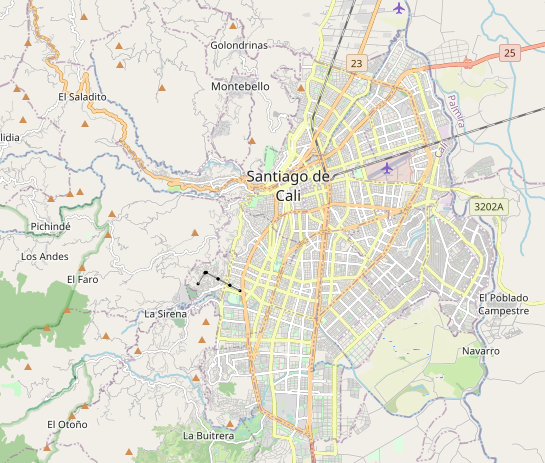 Golondrinas
23
25
Montebello
El Saladito
Palmira
Cali
lidia
Santiago de
Cali
3202A
Pichindé
Los Andes
El Faro
La Sirena
El Poblado
Campestre
Navarro
El Otoño
La Buitrera